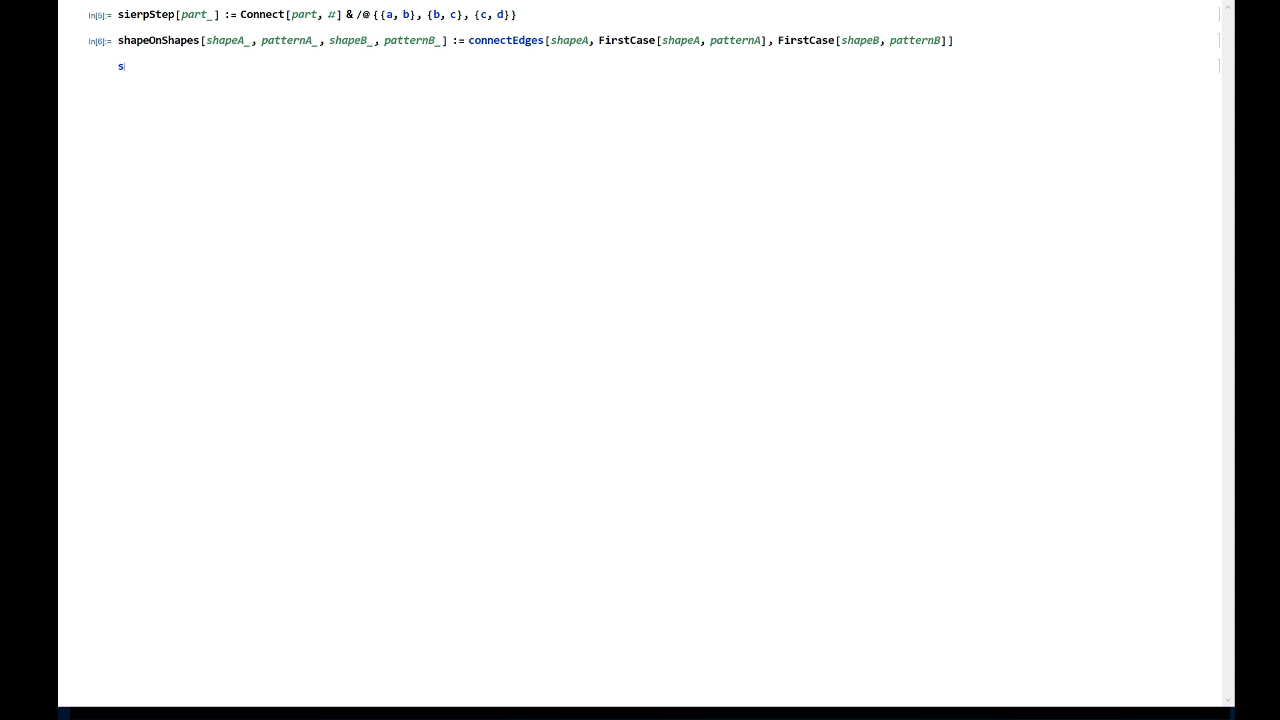 In[5]:= sierpStep[part_] := Connect[part, #] & /@ {{a, b}, {b, c}, {c, d}}
In[6]:= shapeOnShapes[shapeA_, patternA_, shapeB_, patternB_] := connectEdges[shapeA, FirstCase[shapeA, patternA], FirstCase[shapeB, patternB]]
s